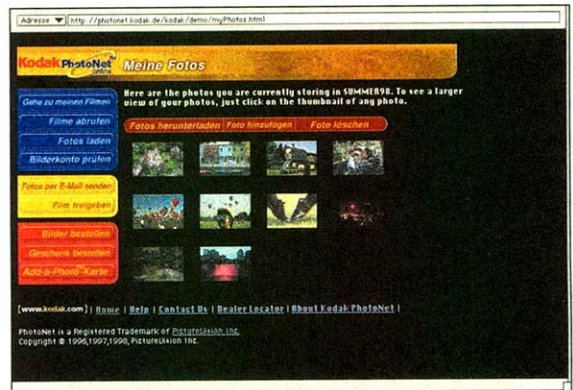 Adresse http://photonet.kodak.de/kodak/demo/myPhotos.html
Kodak PhotoNet online
Meine Fotos
Here are the photos you are currently storing in SUMMER98. To see a larger
view of your photos, just click on the thumbnail of any photo.
Fotos herunterladen Foto hinzufügen Foto löschen
Gehe zu meinen Filmen
Filme abrufen
Fotos laden
Bilderkonto prüfen
Fotos per E-Mail senden
Film freigeben
Bilder bestellen
Geschenk bestellen
Add-a-Photo-Karte
[www.kodak.com] | Home | Help | Contact Us | Dealer Locator | About Kodak PhotoNet |
PhotoNet is a Registered Trademark of PictureVision Inc.
Copyright © 1996,1997,1998, PictureVision Inc.